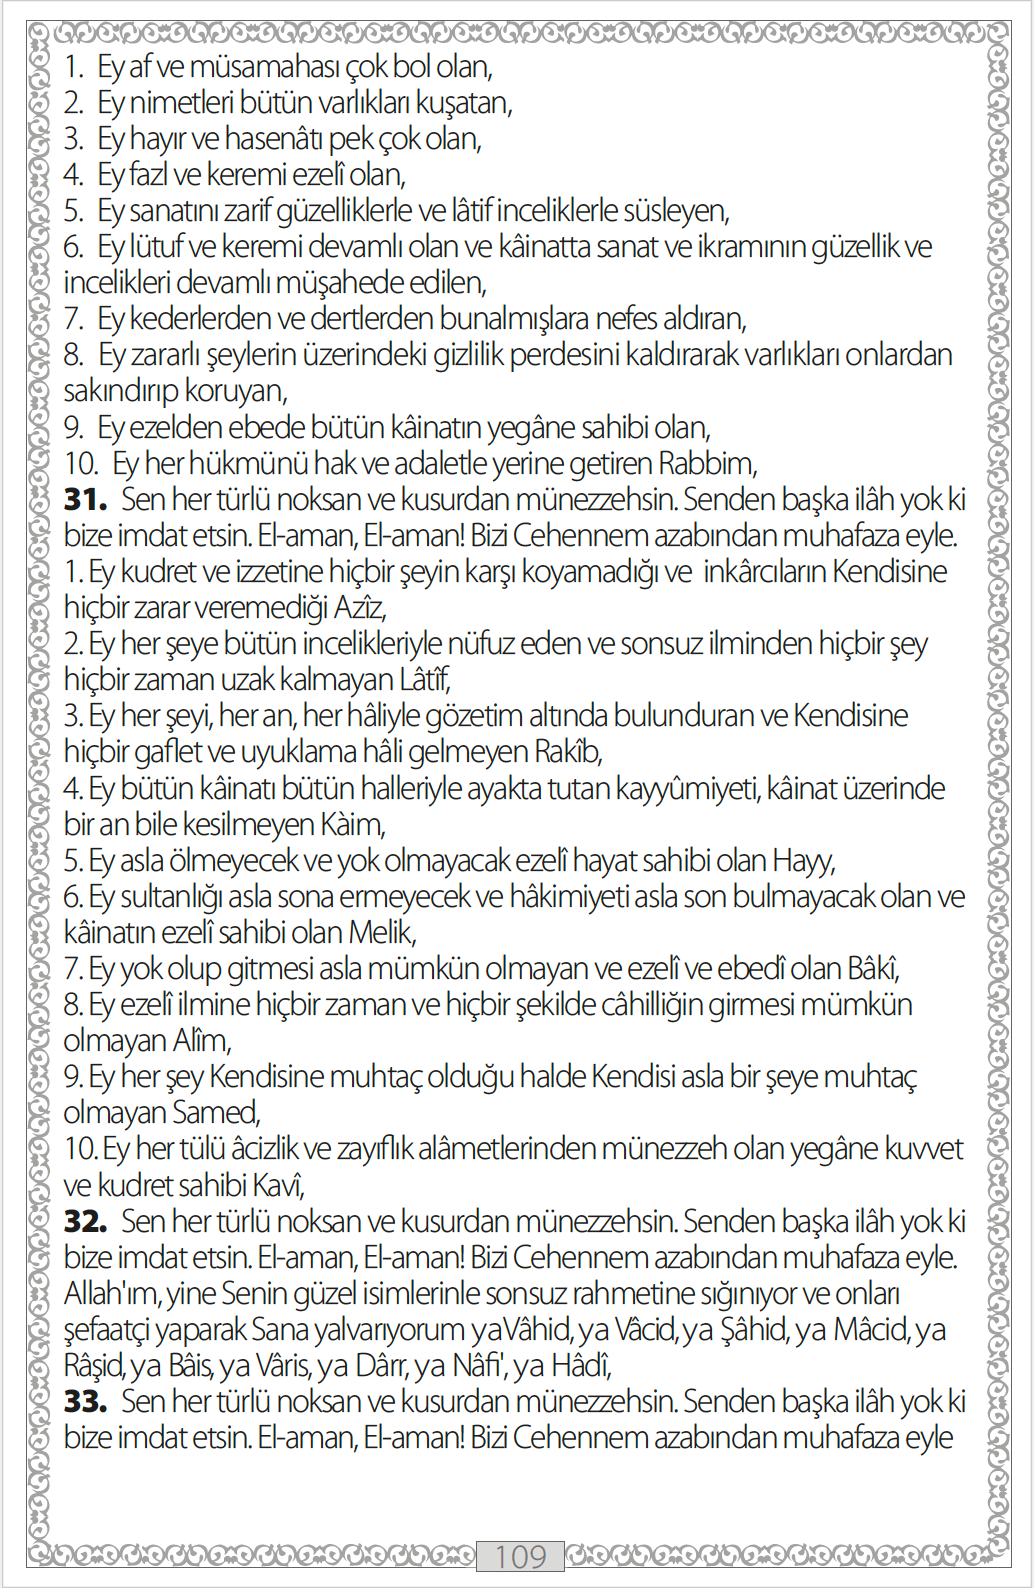 1. Ey af ve müsamahası çok bol olan,
2. Ey nimetleri bütün varlıkları kuşatan,
3. Ey hayır ve hasenâtı pek çok olan,
4. Ey fazl ve keremi ezelî olan,
5. Ey sanatını zarif güzelliklerle ve lâtif inceliklerle süsleyen,
6. Ey lütuf ve keremi devamlı olan ve kâinatta sanat ve ikramının güzellik ve
incelikleri devamlı müşahede edilen,
7. Ey kederlerden ve dertlerden bunalmışlara nefes aldıran,
8. Ey zararlı şeylerin üzerindeki gizlilik perdesini kaldırarak varlıkları onlardan
sakındırıp koruyan,
9. Ey ezelden ebede bütün kâinatın yegâne sahibi olan,
10. Ey her hükmünü hak ve adaletle yerine getiren Rabbim,
31. Sen her türlü noksan ve kusurdan münezzehsin. Senden başka ilâh yok ki
bize imdat etsin. El-aman, El-aman! Bizi Cehennem azabından muhafaza eyle.
1. Ey kudret ve izzetine hiçbir şeyin karşı koyamadığı ve inkârcıların Kendisine
hiçbir zarar veremediği Azîz,
2. Ey her şeye bütün incelikleriyle nüfuz eden ve sonsuz ilminden hiçbir şey
hiçbir zaman uzak kalmayan Lâtîf,
3. Ey her şeyi, her an, her hâliyle gözetim altında bulunduran ve Kendisine
hiçbir gaflet ve uyuklama hâli gelmeyen Rakîb,
4. Ey bütün kâinatı bütün halleriyle ayakta tutan kayyûmiyeti, kâinat üzerinde
bir an bile kesilmeyen Kàim,
5. Ey asla ölmeyecek ve yok olmayacak ezelî hayat sahibi olan Hayy,
6. Ey sultanlığı asla sona ermeyecek ve hâkimiyeti asla son bulmayacak olan ve
kâinatın ezelî sahibi olan Melik,
7. Ey yok olup gitmesi asla mümkün olmayan ve ezelî ve ebedî olan Bâkî,
8. Ey ezelî ilmine hiçbir zaman ve hiçbir şekilde câhilliğin girmesi mümkün
olmayan Alîm,
9. Ey her şey Kendisine muhtaç olduğu halde Kendisi asla bir şeye muhtaç
olmayan Samed,
10. Ey her tülü âcizlik ve zayıflık alâmetlerinden münezzeh olan yegâne kuvvet
ve kudret sahibi Kavî,
32. Sen her türlü noksan ve kusurdan münezzehsin. Senden başka ilâh yok ki
bize imdat etsin. El-aman, El-aman! Bizi Cehennem azabından muhafaza eyle.
Allah'ım, yine Senin güzel isimlerinle sonsuz rahmetine sığınıyor ve onları
şefaatçi yaparak Sana yalvarıyorum yaVâhid, ya Vâcid, ya Şâhid, ya Mâcid, ya
Râşid, ya Bâis, ya Vâris, ya Dârr, ya Nâfi', ya Hâdî,
33. Sen her türlü noksan ve kusurdan münezzehsin. Senden başka ilâh yok ki
bize imdat etsin. El-aman, El-aman! Bizi Cehennem azabından muhafaza eyle
109